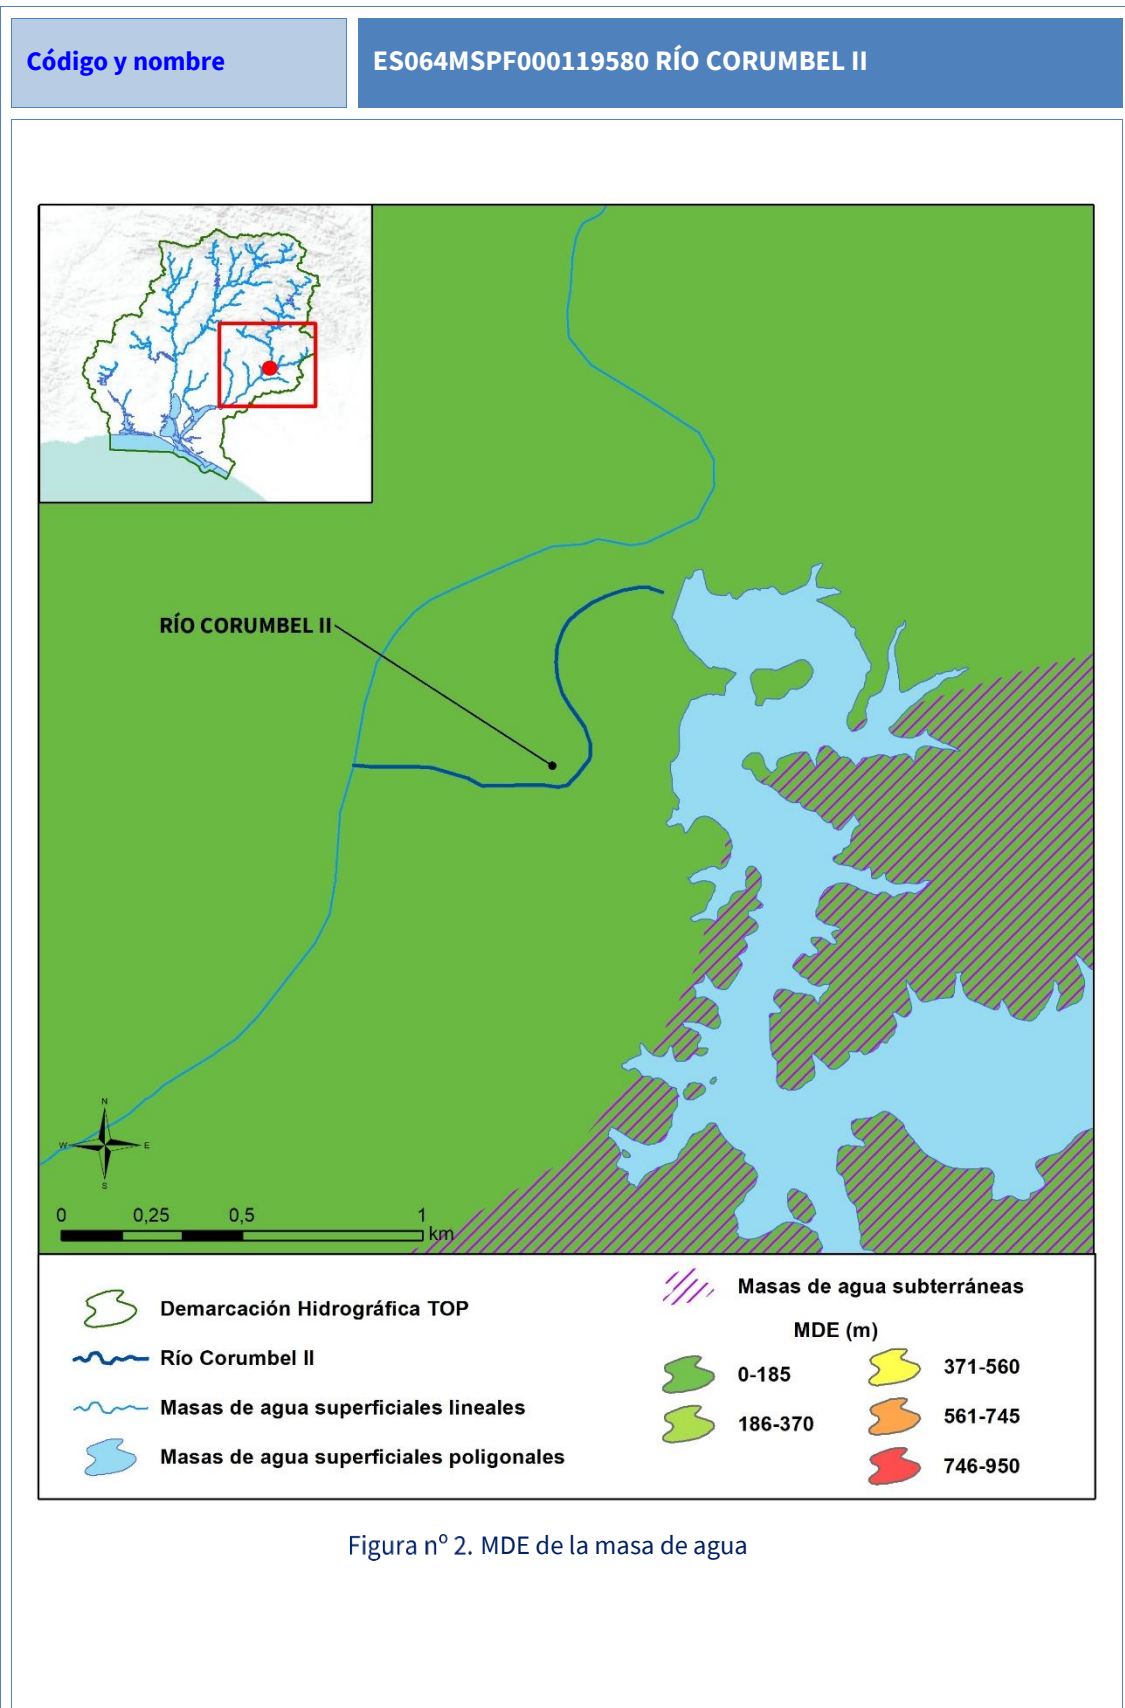 Código y nombre
ES064MSPF000119580 RÍO CORUMBEL II
RÍO CORUMBEL II
N
W
E
S
0 0,25 0,5 1
km
Demarcación Hidrográfica TOP
Río Corumbel II
Masas de agua superficiales lineales
Masas de agua superficiales poligonales
Masas de agua subterráneas
MDE (m)
0-185
186-370
371-560
561-745
746-950
Figura nº 2. MDE de la masa de agua